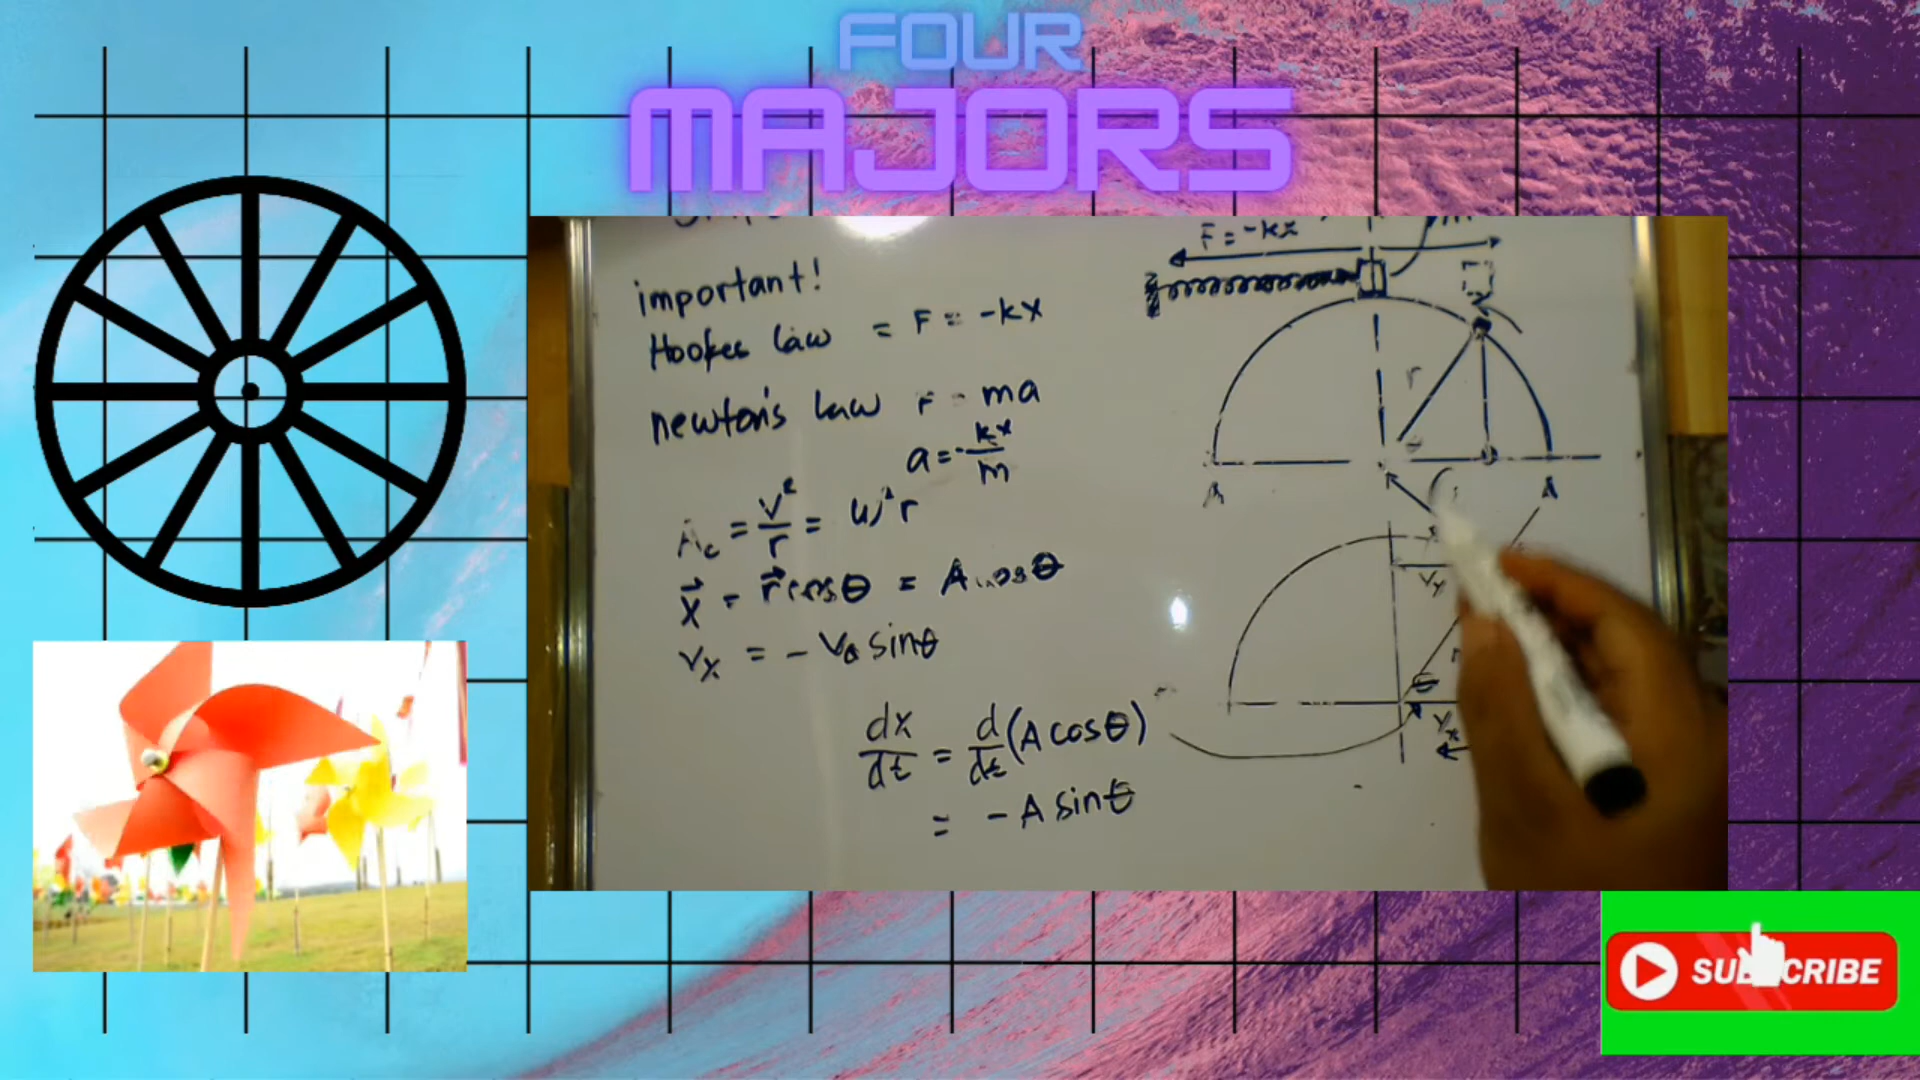 FOUR
MAJORS
important!
Hookes law = F = -kx
newton's law F = ma
a = -kx/m
Ac = v²/r = ω²r
x⃗ = r⃗ cosθ = A cosθ
vx = - v₀ sinθ
dx/dt = d/dt (A cosθ)
= - A sinθ
F = -kx
r
θ
A
A
Vy
θ
r
Vx
SUBSCRIBE